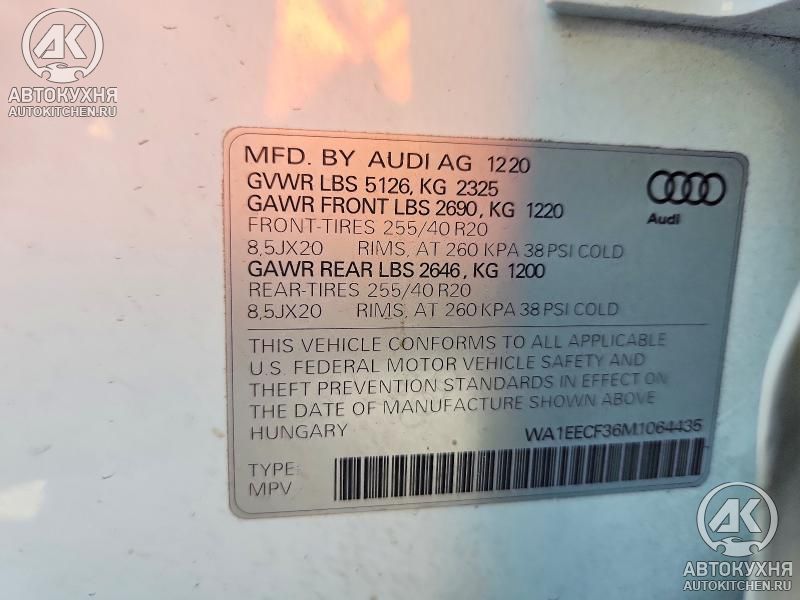 АК
АВТОКУХНЯ
AUTOKITCHEN.RU
MFD. BY AUDI AG 1220
GVWR LBS 5126, KG 2325
GAWR FRONT LBS 2690, KG 1220
FRONT-TIRES 255/40 R20
8,5JX20 RIMS, AT 260 KPA 38 PSI COLD
GAWR REAR LBS 2646, KG 1200
REAR-TIRES 255/40 R20
8,5JX20 RIMS, AT 260 KPA 38 PSI COLD
Audi
THIS VEHICLE CONFORMS TO ALL APPLICABLE
U.S. FEDERAL MOTOR VEHICLE SAFETY AND
THEFT PREVENTION STANDARDS IN EFFECT ON
THE DATE OF MANUFACTURE SHOWN ABOVE
HUNGARY WA1EECF36M1064435
TYPE:
MPV
АК
АВТОКУХНЯ
AUTOKITCHEN.RU